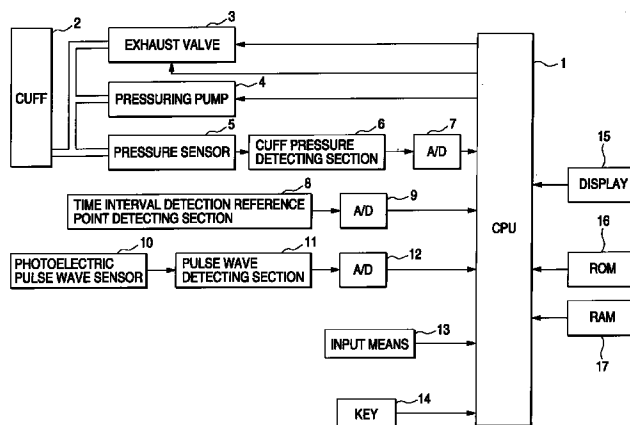 2
3
EXHAUST VALVE
1
4
CUFF
PRESSURING PUMP
5
6
7
PRESSURE SENSOR
CUFF PRESSURE
DETECTING SECTION
A/D
15
DISPLAY
8
TIME INTERVAL DETECTION REFERENCE
POINT DETECTING SECTION
A/D
9
CPU
10
11
12
PHOTOELECTRIC
PULSE WAVE SENSOR
PULSE WAVE
DETECTING SECTION
A/D
16
ROM
13
INPUT MEANS
RAM
17
14
KEY